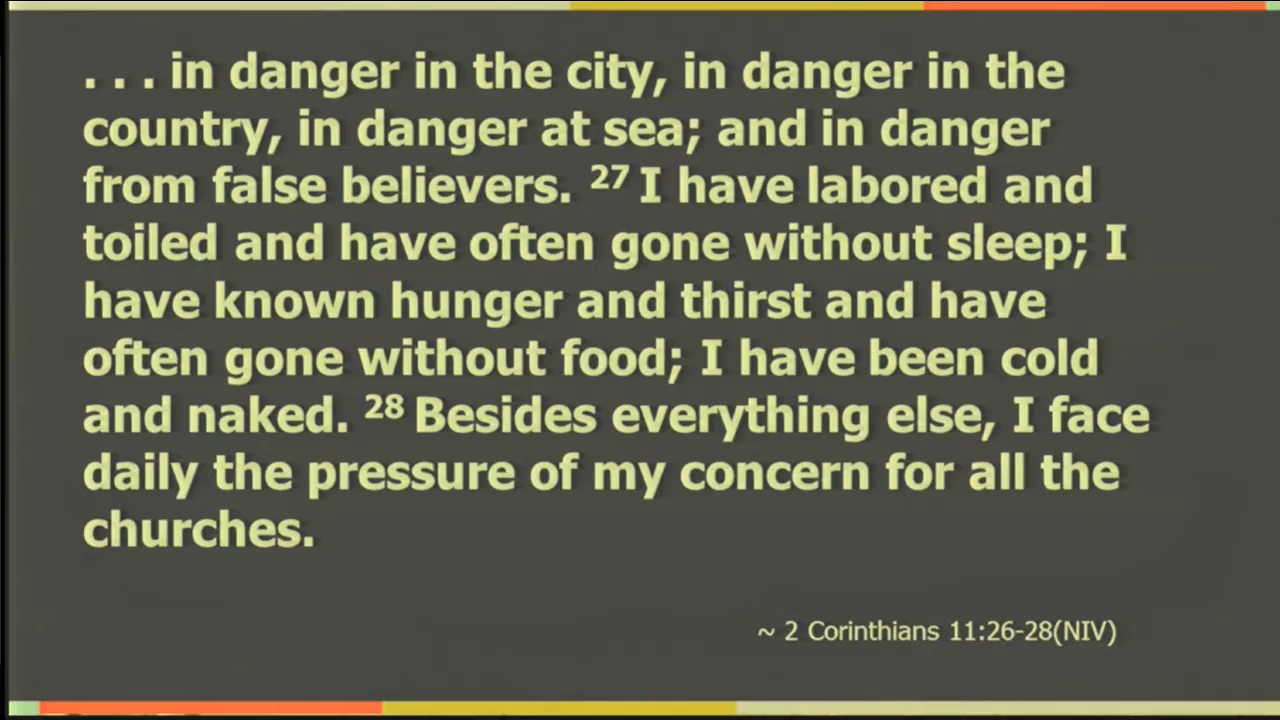 . . . in danger in the city, in danger in the
country, in danger at sea; and in danger
from false believers. 27 I have labored and
toiled and have often gone without sleep; I
have known hunger and thirst and have
often gone without food; I have been cold
and naked. 28 Besides everything else, I face
daily the pressure of my concern for all the
churches.
~ 2 Corinthians 11:26-28(NIV)